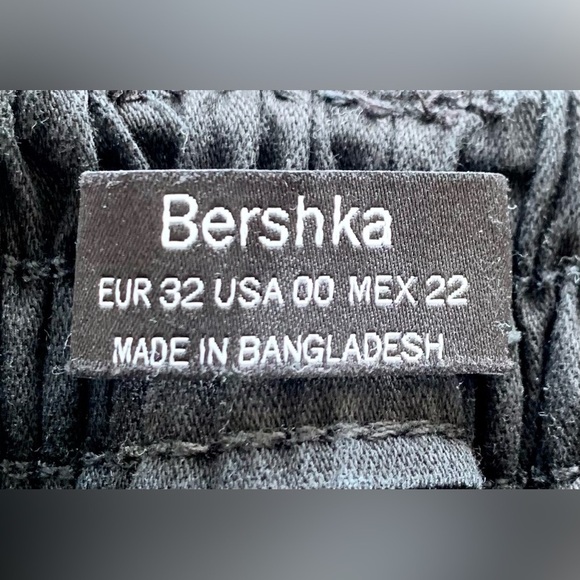 Bershka
EUR 32 USA 00 MEX 22
MADE IN BANGLADESH